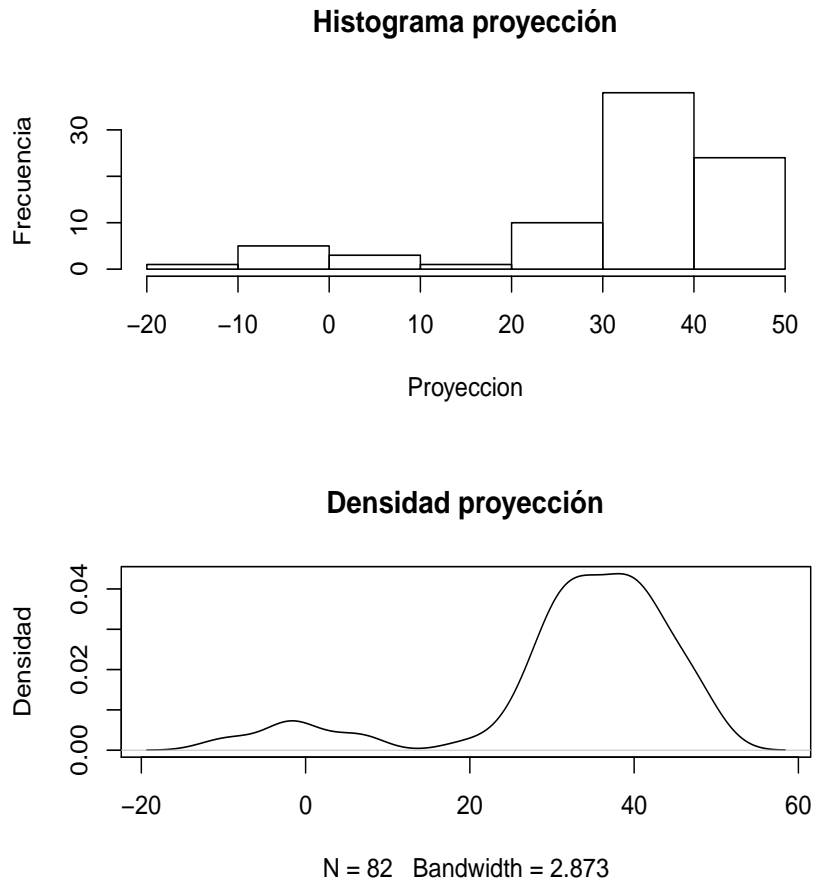 Histograma proyección
Frecuencia
0
10
30
−20 −10 0 10 20 30 40 50
Proyeccion
Densidad proyección
Densidad
0.00
0.02
0.04
−20 0 20 40 60
N = 82 Bandwidth = 2.873